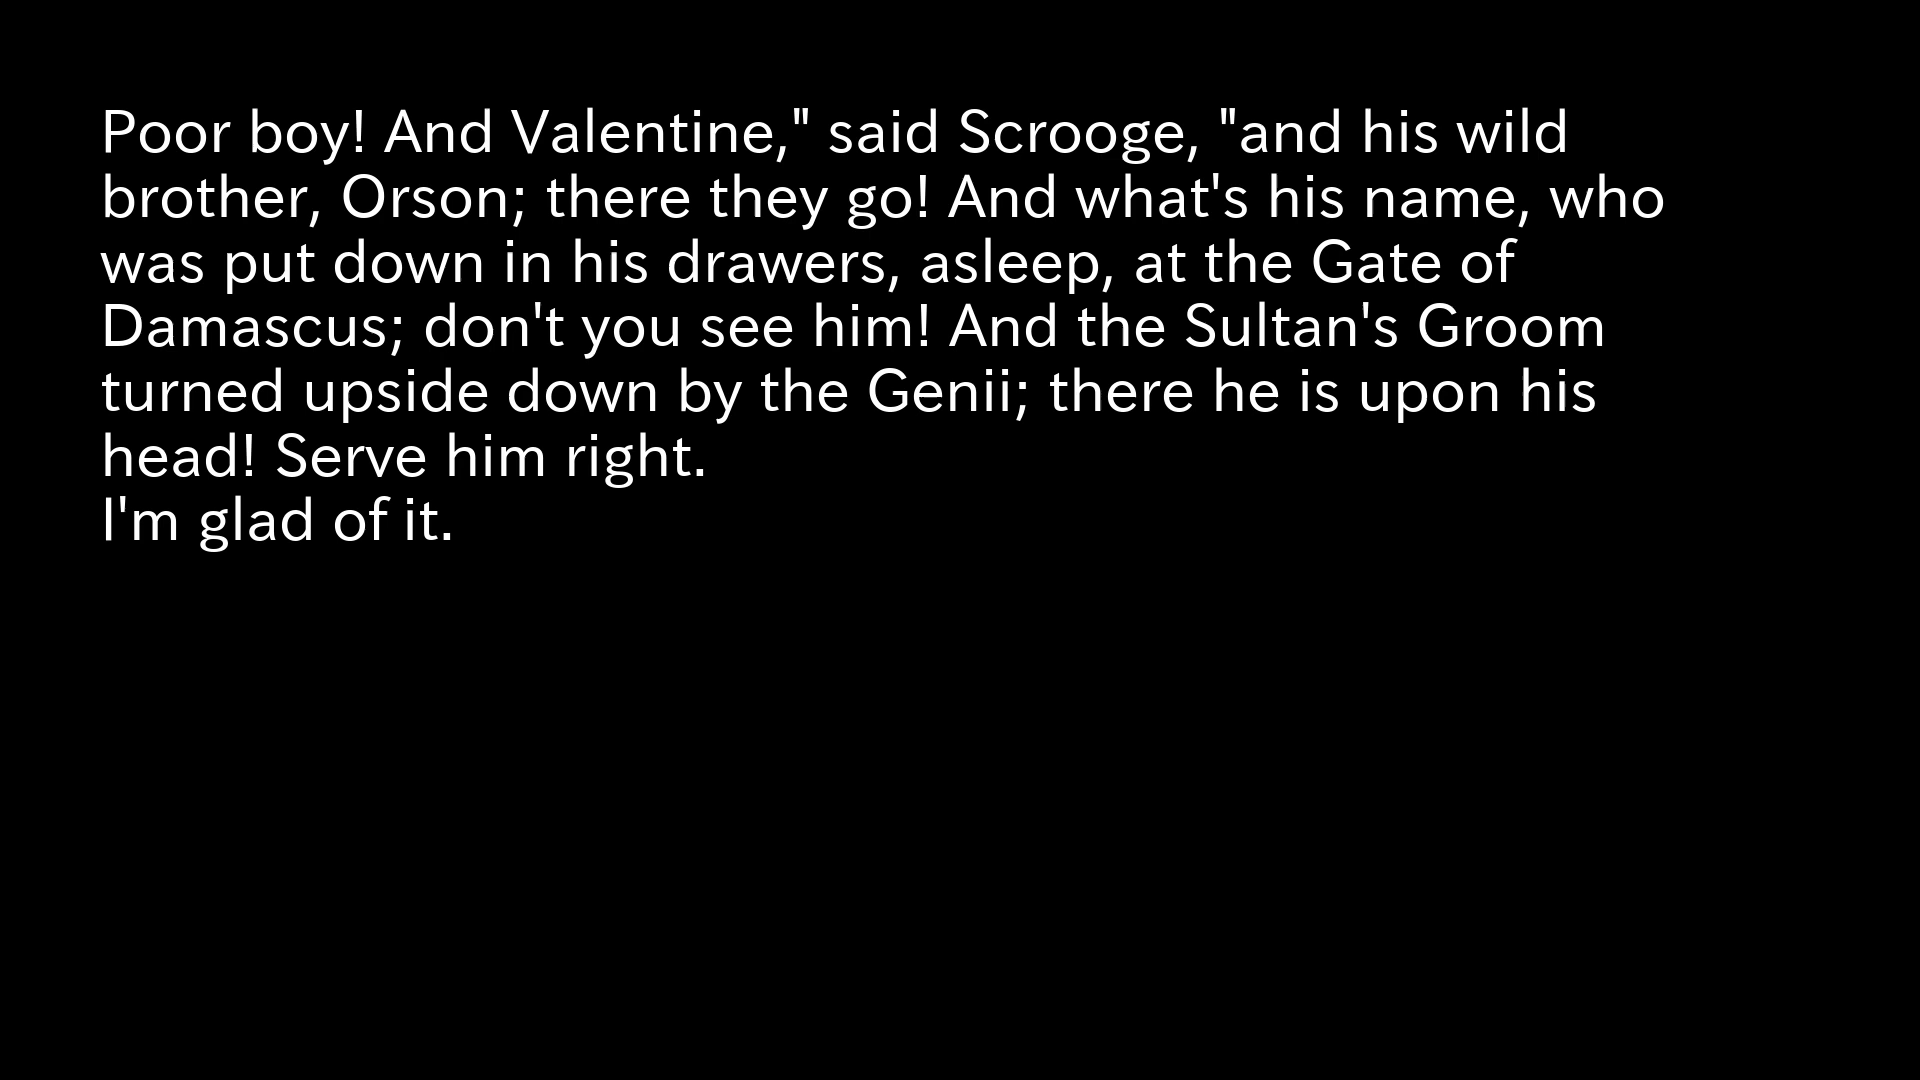 Poor boy! And Valentine," said Scrooge, "and his wild
brother, Orson; there they go! And what's his name, who
was put down in his drawers, asleep, at the Gate of
Damascus; don't you see him! And the Sultan's Groom
turned upside down by the Genii; there he is upon his
head! Serve him right.
I'm glad of it.